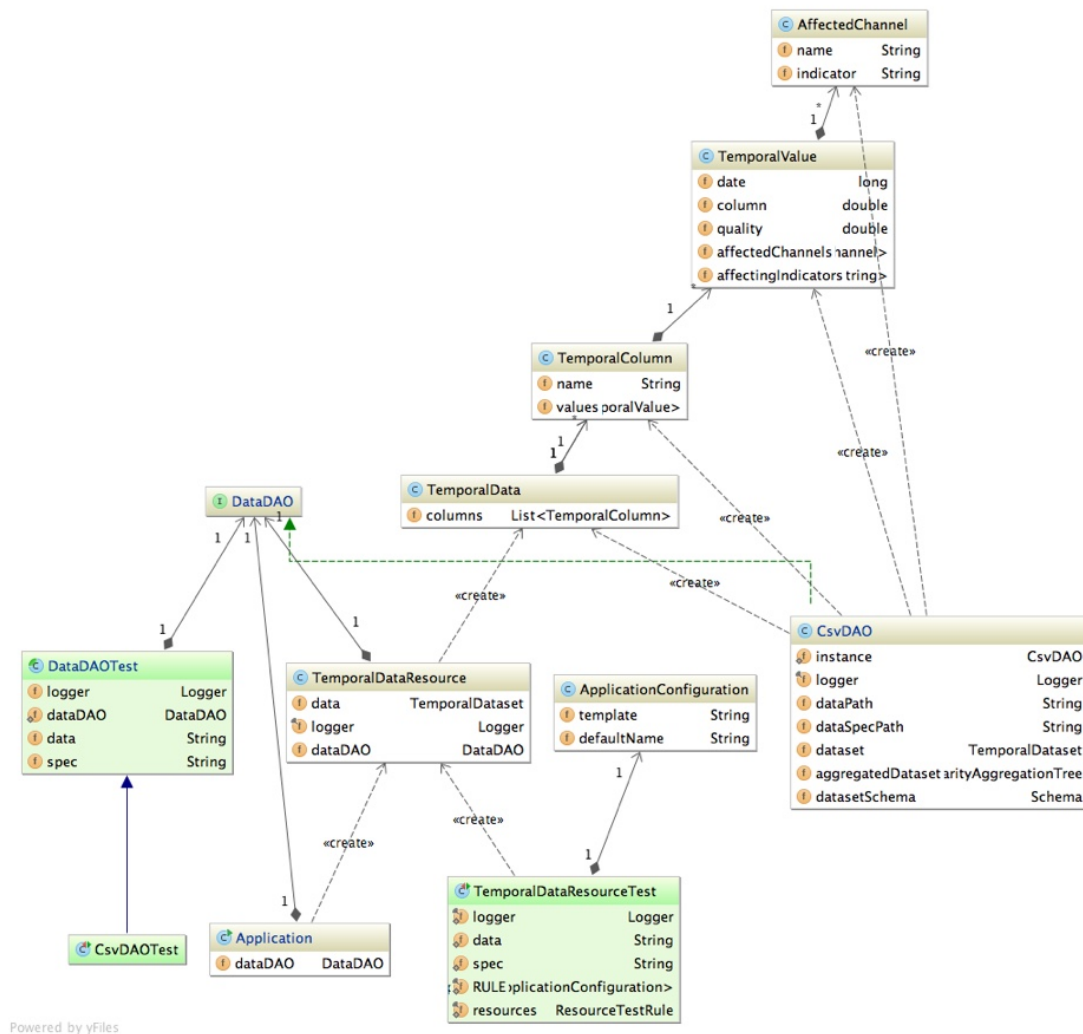 AffectedChannel
name String
indicator String
*
1
TemporalValue
date long
column double
quality double
affectedChannels hannel>
affectingIndicators tring>
*
1
«create»
TemporalColumn
name String
values poralValue>
*
1
1
«create»
TemporalData
columns List<TemporalColumn>
DataDAO
1
«create»
1
1
«create»
«create»
1
1
CsvDAO
instance CsvDAO
logger Logger
dataPath String
dataSpecPath String
dataset TemporalDataset
aggregatedDataset arityAggregationTree
datasetSchema Schema
DataDAOTest
logger Logger
dataDAO DataDAO
data String
spec String
TemporalDataResource
data TemporalDataset
logger Logger
dataDAO DataDAO
ApplicationConfiguration
template String
defaultName String
1
«create»
«create»
1
1
TemporalDataResourceTest
logger Logger
data String
spec String
RULE pplicationConfiguration>
resources ResourceTestRule
Application
dataDAO DataDAO
CsvDAOTest
Powered by yFiles